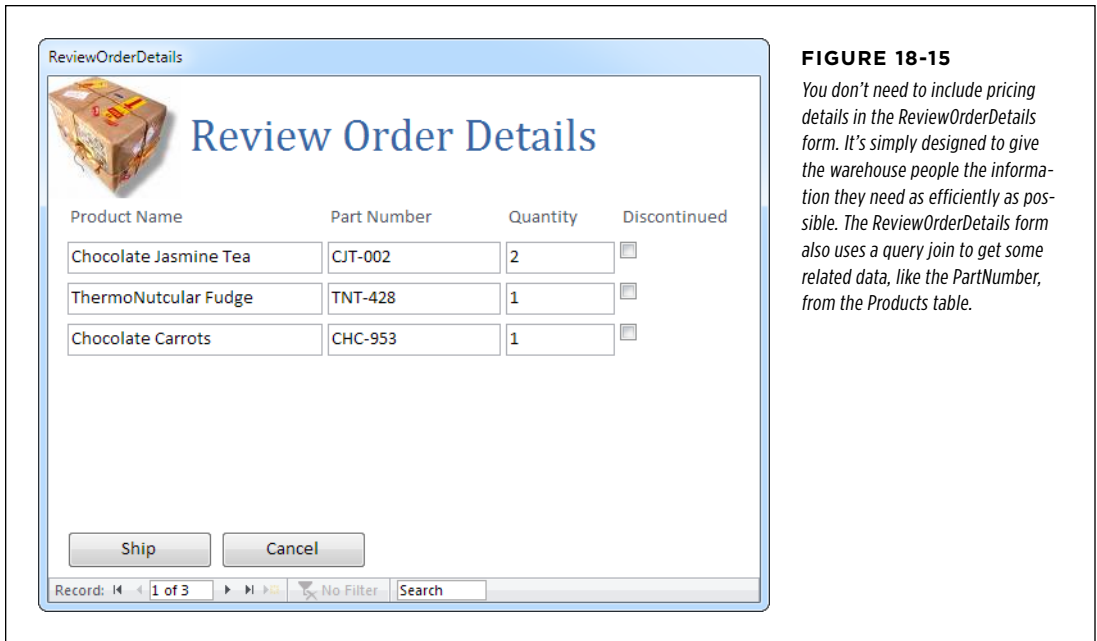 ReviewOrderDetails
Review Order Details
Product Name Part Number Quantity Discontinued
Chocolate Jasmine Tea CJT-002 2
ThermoNutcular Fudge TNT-428 1
Chocolate Carrots CHC-953 1
Ship Cancel
Record: 1 of 3 No Filter Search
FIGURE 18-15
You don’t need to include pricing
details in the ReviewOrderDetails
form. It’s simply designed to give
the warehouse people the informa-
tion they need as efficiently as pos-
sible. The ReviewOrderDetails form
also uses a query join to get some
related data, like the PartNumber,
from the Products table.